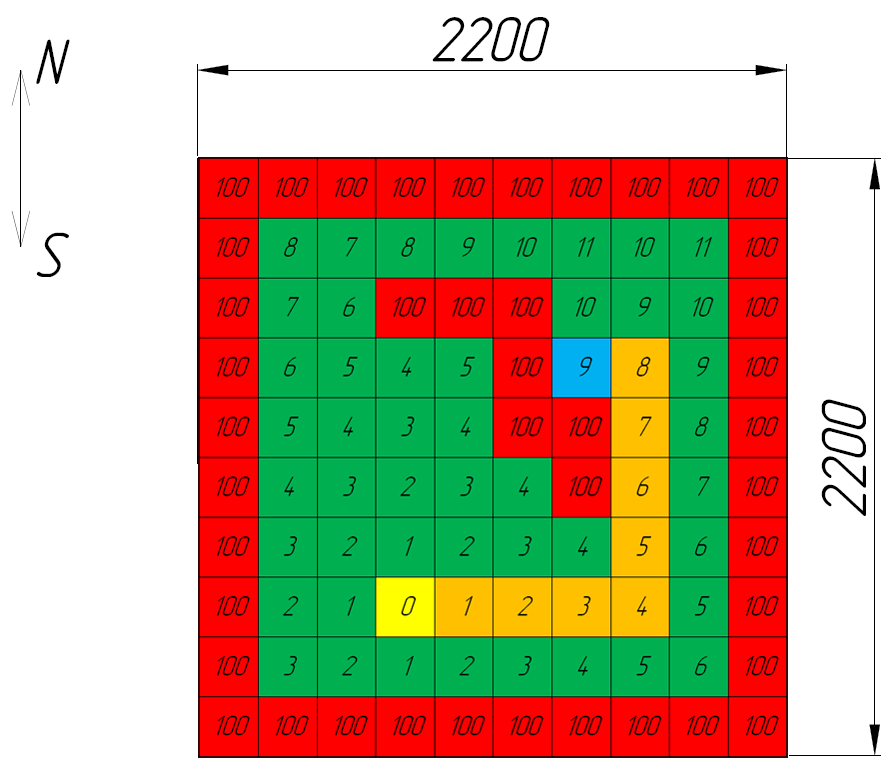 2200
N
S
100 100 100 100 100 100 100 100 100 100
100 8 7 8 9 10 11 10 11 100
100 7 6 100 100 100 10 9 10 100
100 6 5 4 5 100 9 8 9 100
100 5 4 3 4 100 100 7 8 100
100 4 3 2 3 4 100 6 7 100
100 3 2 1 2 3 4 5 6 100
100 2 1 0 1 2 3 4 5 100
100 3 2 1 2 3 4 5 6 100
100 100 100 100 100 100 100 100 100 100
2200